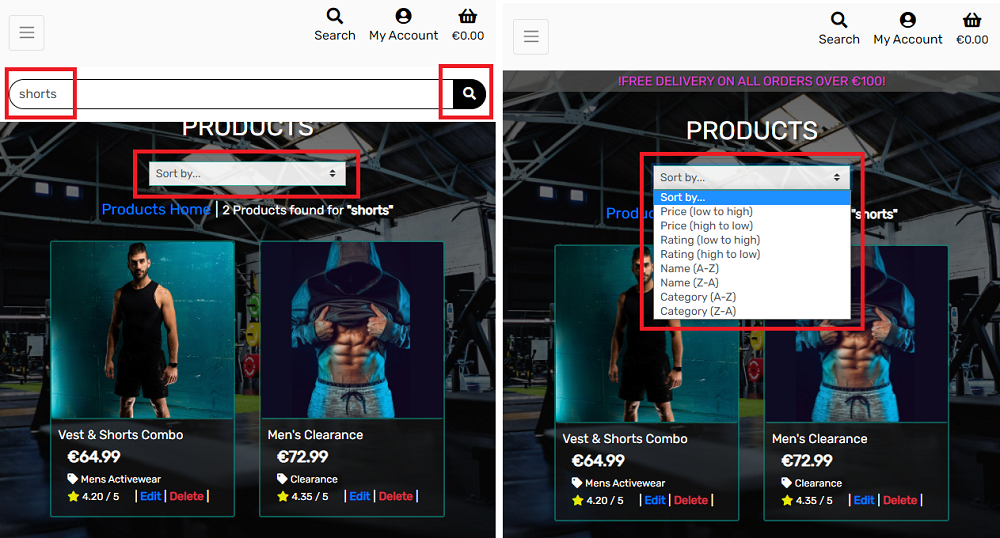 Search My Account €0.00
shorts
PRODUCTS
Sort by...
Products Home | 2 Products found for "shorts"
Vest & Shorts Combo
€64.99
Mens Activewear
4.20 / 5 | Edit | Delete |
Men's Clearance
€72.99
Clearance
4.35 / 5 | Edit | Delete |
Search My Account €0.00
!FREE DELIVERY ON ALL ORDERS OVER €100!
PRODUCTS
Sort by...
Sort by...
Price (low to high)
Price (high to low)
Rating (low to high)
Rating (high to low)
Name (A-Z)
Name (Z-A)
Category (A-Z)
Category (Z-A)
Produ
"shorts"
Vest & Shorts Combo
€64.99
Mens Activewear
4.20 / 5 | Edit | Delete |
Men's Clearance
€72.99
Clearance
4.35 / 5 | Edit | Delete |